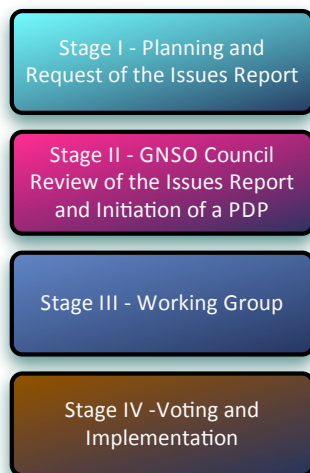 Stage I - Planning and
Request of the Issues Report
Stage II - GNSO Council
Review of the Issues Report
and Initiation of a PDP
Stage III - Working Group
Stage IV -Voting and
Implementation